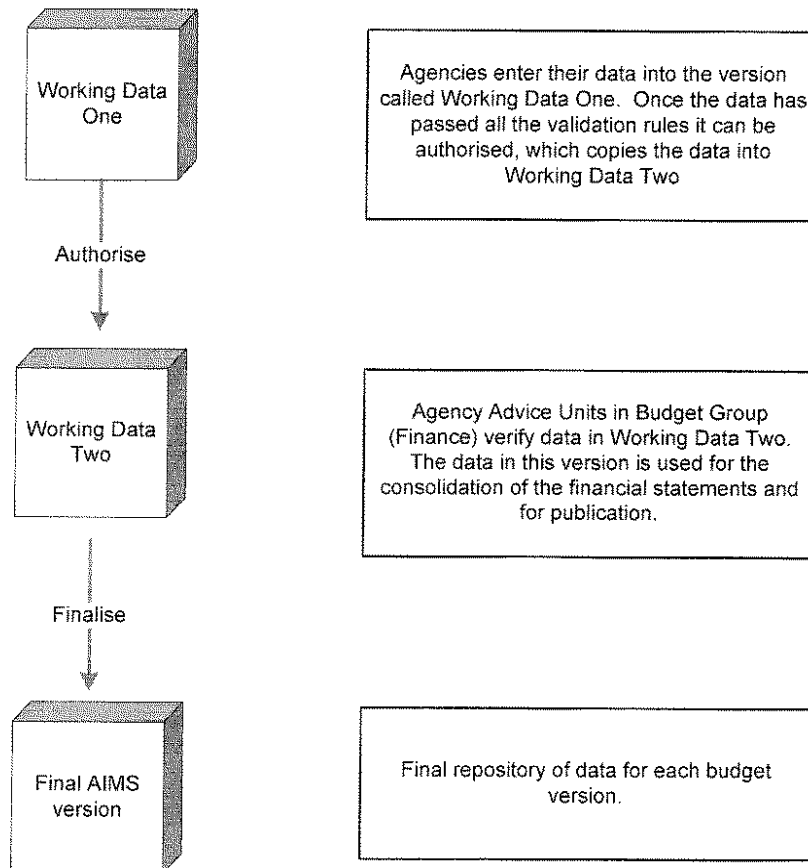 Working Data
One
Agencies enter their data into the version
called Working Data One. Once the data has
passed all the validation rules it can be
authorised, which copies the data into
Working Data Two
Authorise
Working Data
Two
Agency Advice Units in Budget Group
(Finance) verify data in Working Data Two.
The data in this version is used for the
consolidation of the financial statements and
for publication.
Finalise
Final AIMS
version
Final repository of data for each budget
version.